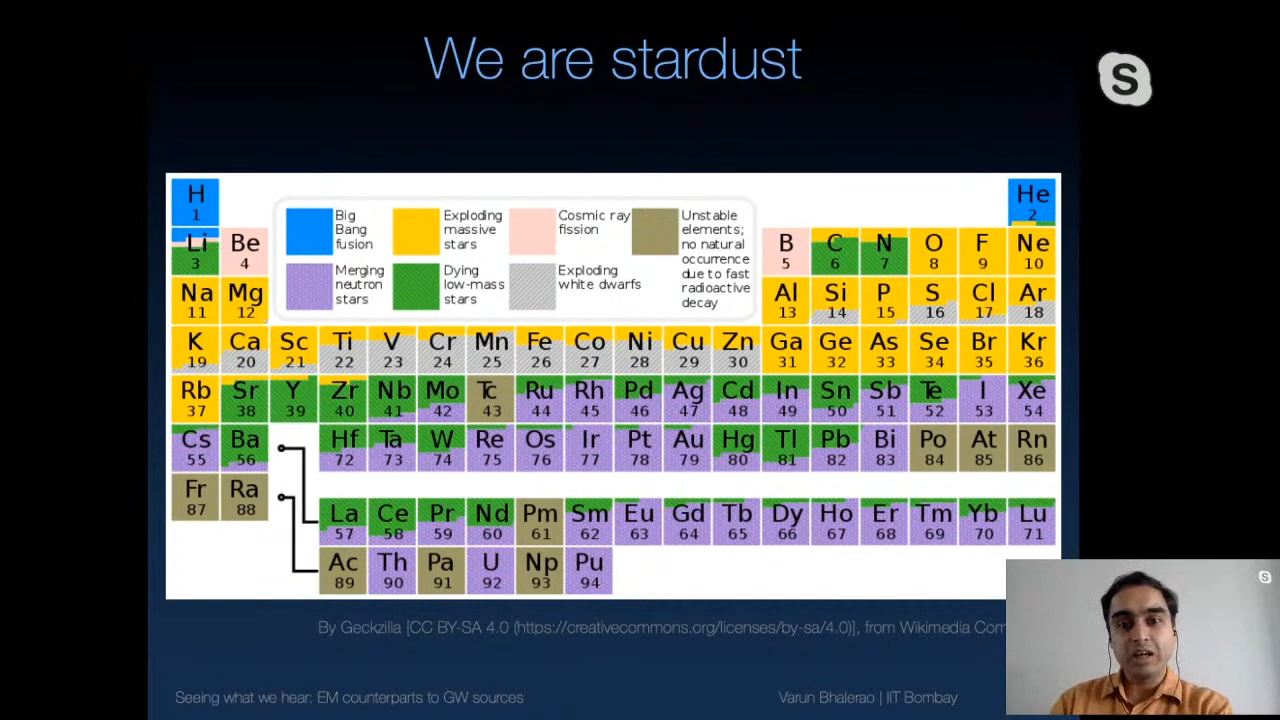 We are stardust
S
H
1
He
2
Big
Bang
fusion
Exploding
massive
stars
Cosmic ray
fission
Unstable
elements;
no natural
occurrence
due to fast
radioactive
decay
Merging
neutron
stars
Dying
low-mass
stars
Exploding
white dwarfs
Li Be B C N O F Ne
3 4 5 6 7 8 9 10
Na Mg Al Si P S Cl Ar
11 12 13 14 15 16 17 18
K Ca Sc Ti V Cr Mn Fe Co Ni Cu Zn Ga Ge As Se Br Kr
19 20 21 22 23 24 25 26 27 28 29 30 31 32 33 34 35 36
Rb Sr Y Zr Nb Mo Tc Ru Rh Pd Ag Cd In Sn Sb Te I Xe
37 38 39 40 41 42 43 44 45 46 47 48 49 50 51 52 53 54
Cs Ba Hf Ta W Re Os Ir Pt Au Hg Tl Pb Bi Po At Rn
55 56 72 73 74 75 76 77 78 79 80 81 82 83 84 85 86
Fr Ra
87 88
La Ce Pr Nd Pm Sm Eu Gd Tb Dy Ho Er Tm Yb Lu
57 58 59 60 61 62 63 64 65 66 67 68 69 70 71
Ac Th Pa U Np Pu
89 90 91 92 93 94
By Geckzilla [CC BY-SA 4.0 (https://creativecommons.org/licenses/by-sa/4.0)], from Wikimedia Com
Seeing what we hear: EM counterparts to GW sources
Varun Bhalerao | IIT Bombay